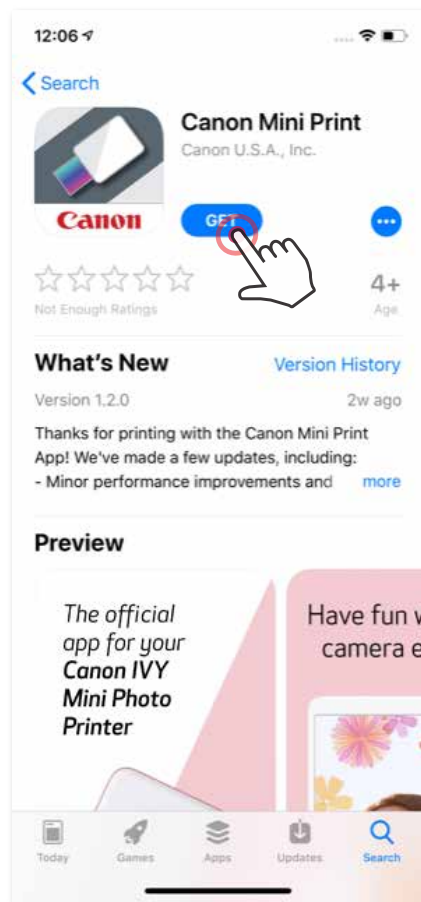 12:06
Search
Canon Mini Print
Canon U.S.A., Inc.
Canon
GET
4+
Not Enough Ratings
Age
What's New
Version History
Version 1.2.0
2w ago
Thanks for printing with the Canon Mini Print
App! We've made a few updates, including:
- Minor performance improvements and
more
Preview
The official
app for your
Canon IVY
Mini Photo
Printer
Have fun w
camera e
Today
Games
Apps
Updates
Search